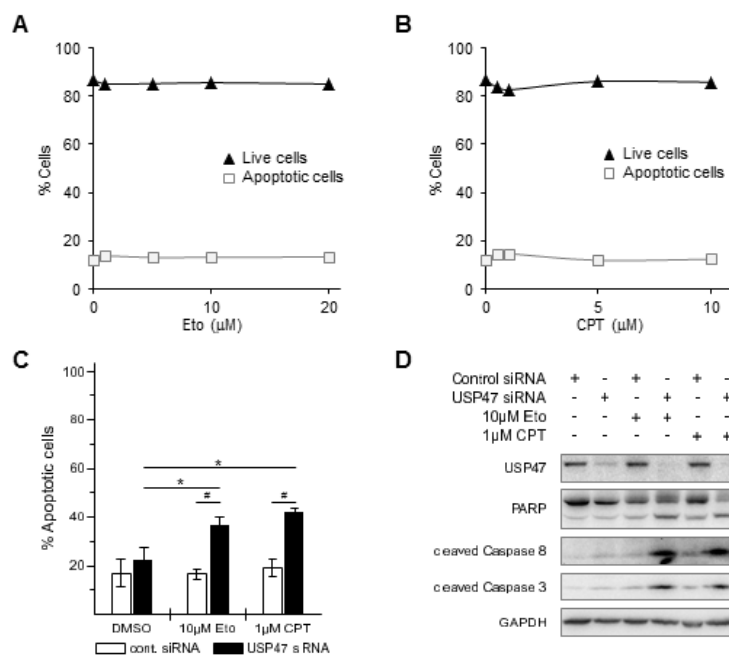 A
100
80
60
40
20
0
% Cells
Live cells
Apoptotic cells
0 10 20
Eto (µM)
B
100
80
60
40
20
0
% Cells
Live cells
Apoptotic cells
0 5 10
CPT (µM)
C
100
80
60
40
20
% Apoptotic cells
*
*
#
#
DMSO 10µM Eto 1µM CPT
cont. siRNA USP47 siRNA
D
Control siRNA + - + - + -
USP47 siRNA - + - + - +
10µM Eto - - + + - -
1µM CPT - - - - + +
USP47
PARP
cleaved Caspase 8
cleaved Caspase 3
GAPDH